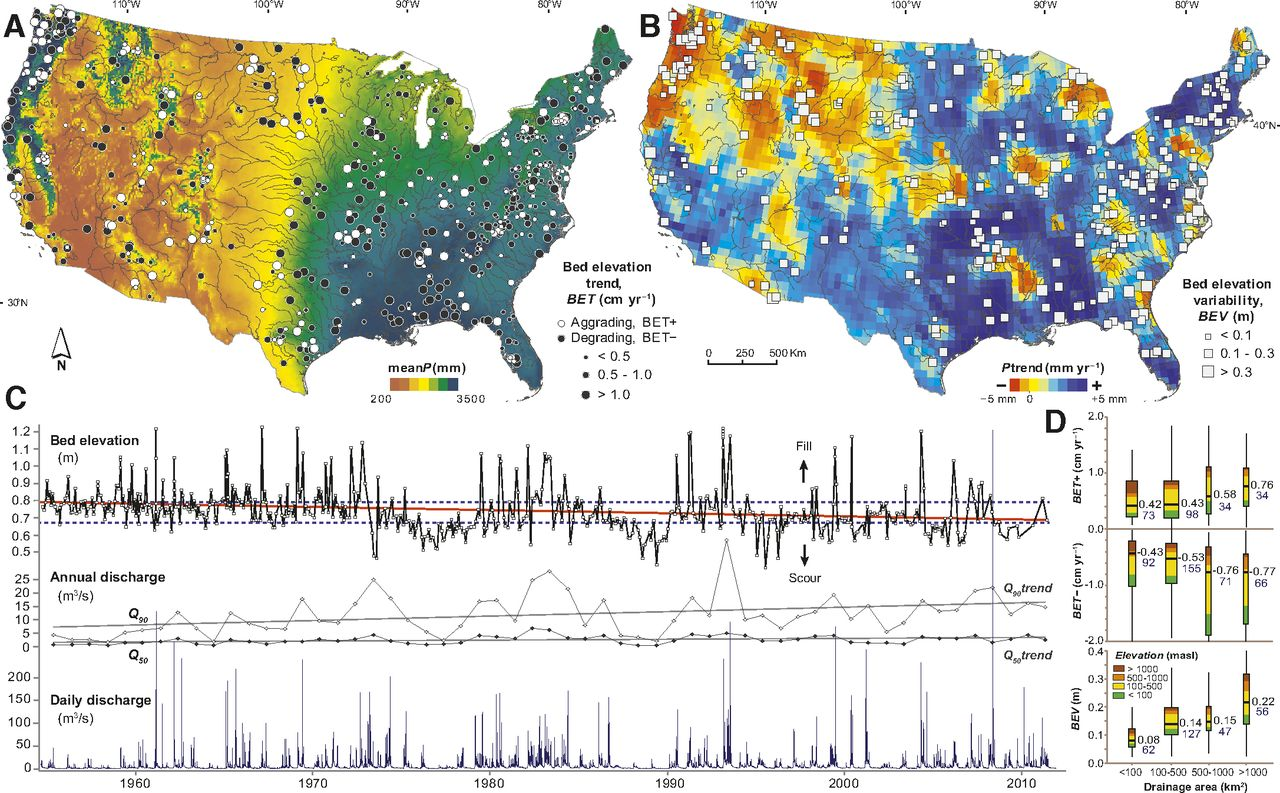 A
110°W
100°W
90°W
80°W
30°N
N
Bed elevation
trend,
BET (cm yr⁻¹)
Aggrading, BET+
Degrading, BET−
< 0.5
0.5 - 1.0
> 1.0
meanP (mm)
200
3500
B
110°W
100°W
90°W
80°W
40°N
0
250
500 Km
Bed elevation
variability,
BEV (m)
< 0.1
0.1 - 0.3
> 0.3
Ptrend (mm yr⁻¹)
−
+
−5 mm
0
+5 mm
C
Bed elevation
(m)
1.2
1.1
1.0
0.9
0.8
0.7
0.6
0.5
Fill
Scour
Annual discharge
(m³/s)
25
20
15
10
5
0
Q90
Q90trend
Q50
Q50trend
Daily discharge
(m³/s)
200
150
100
50
0
1960
1970
1980
1990
2000
2010
D
BET+ (cm yr⁻¹)
2.0
1.0
0.0
0.42
73
0.43
98
0.58
34
0.76
34
BET− (cm yr⁻¹)
-1.0
-2.0
-0.43
92
-0.53
155
-0.76
71
-0.77
66
BEV (m)
0.4
0.3
0.2
0.1
0.0
Elevation (masl)
> 1000
500-1000
100-500
< 100
0.08
62
0.14
127
0.15
47
0.22
56
<100
100-500
500-1000
>1000
Drainage area (km²)